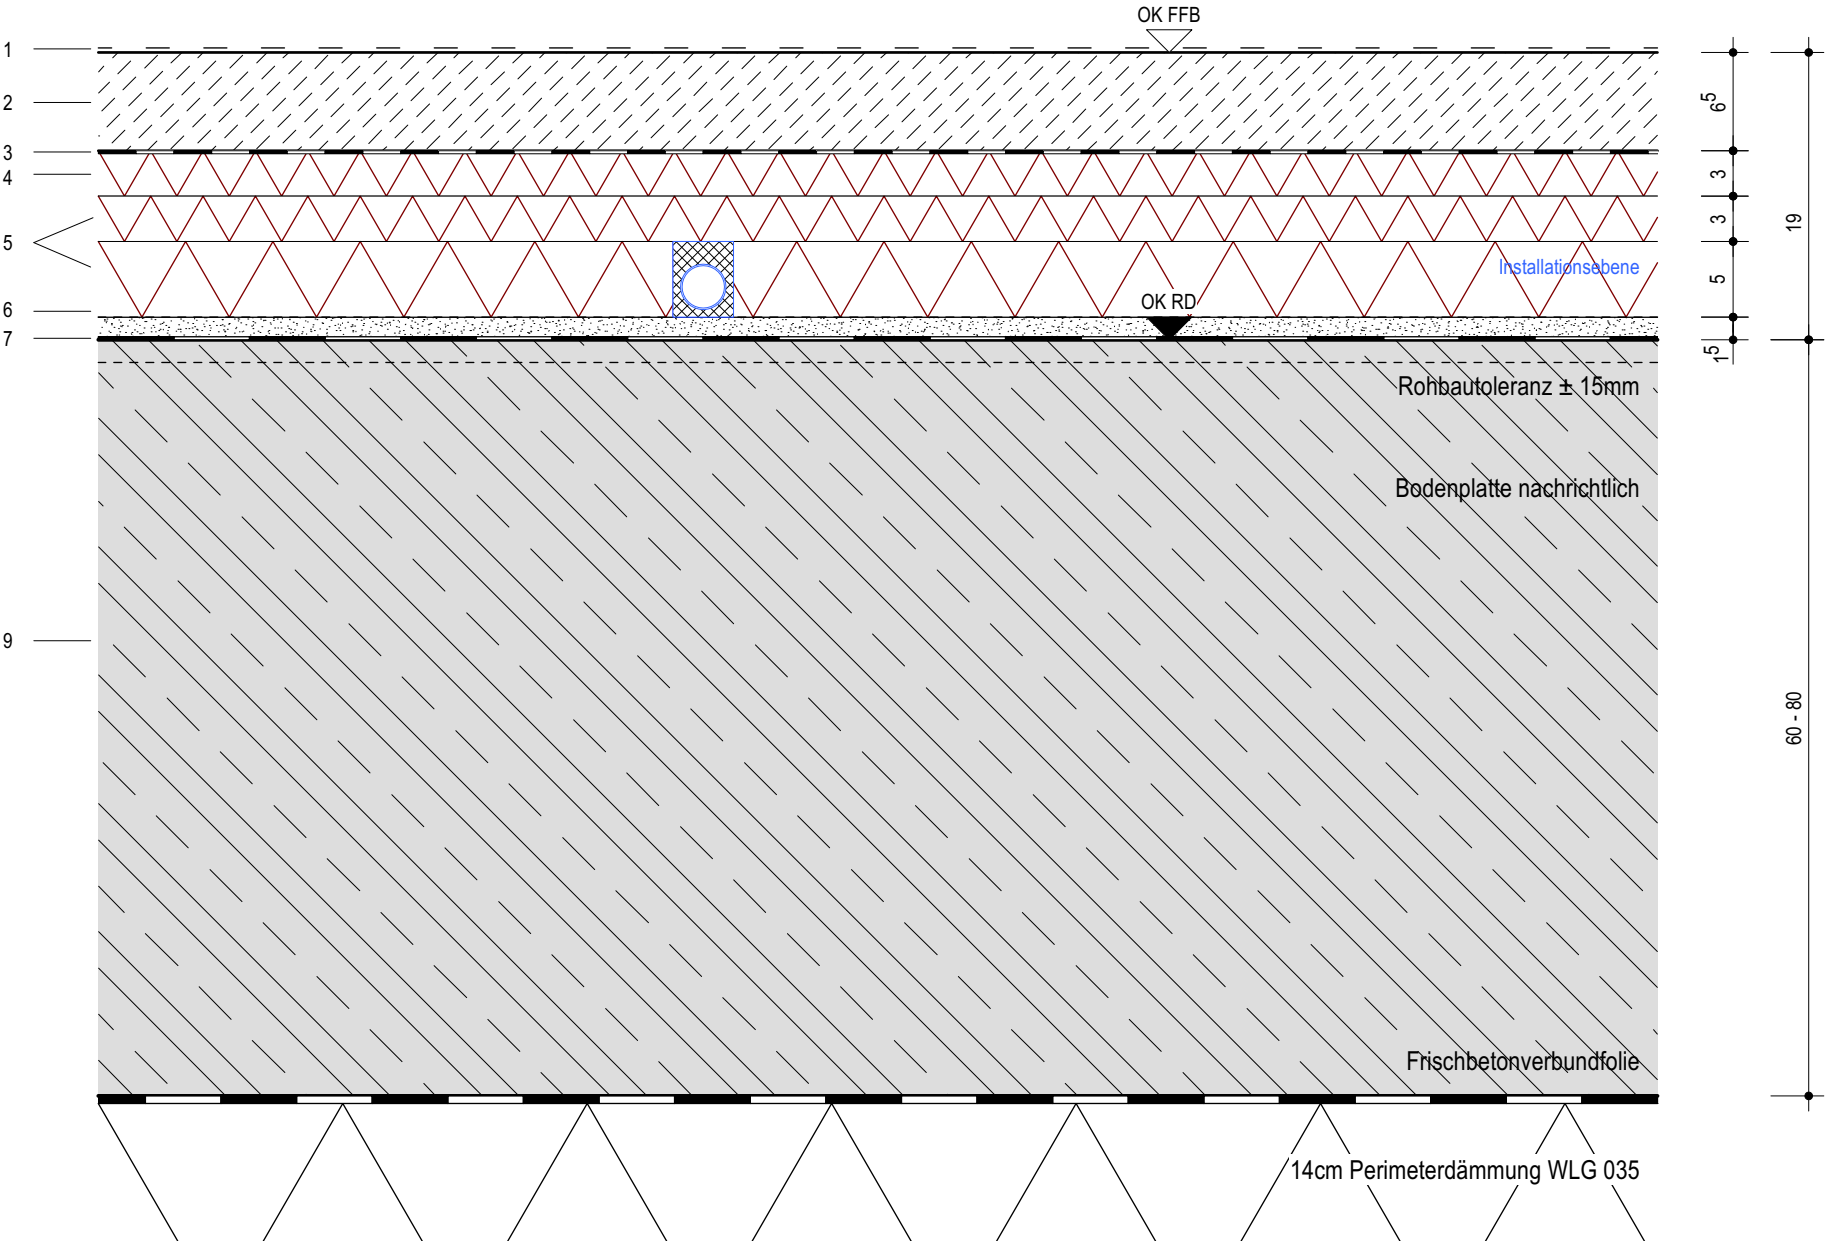 OK FFB
1
2
3
4
5
6
7
9
6⁵
3
3
5
1⁵
19
60 - 80
Installationsebene
OK RD
Rohbautoleranz ± 15mm
Bodenplatte nachrichtlich
Frischbetonverbundfolie
14cm Perimeterdämmung WLG 035